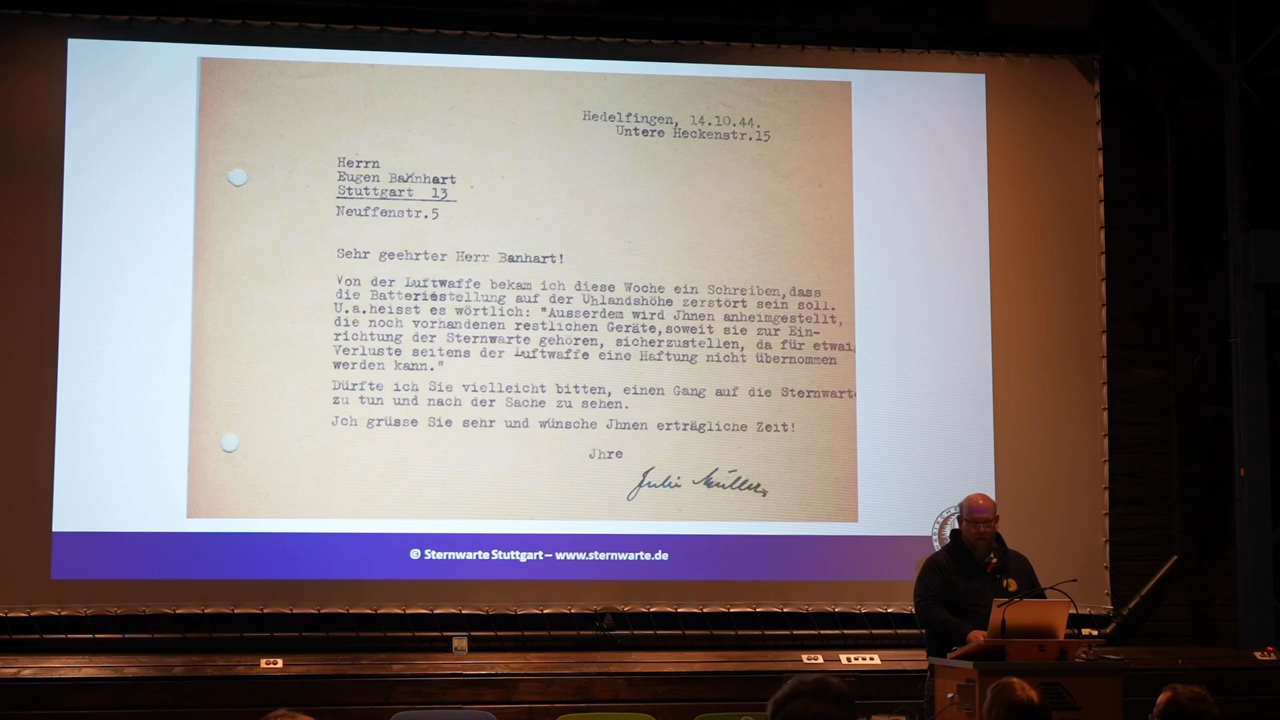 Hedelfingen, 14.10.44.
Untere Heckenstr.15
Herrn
Eugen Banhart
Stuttgart 13
Neuffenstr.5
Sehr geehrter Herr Banhart!
Von der Luftwaffe bekam ich diese Woche ein Schreiben,dass
die Batteriestellung auf der Uhlandshöhe zerstört sein soll.
U.a.heisst es wörtlich: "Ausserdem wird Jhnen anheimgestellt,
die noch vorhandenen restlichen Geräte,soweit sie zur Ein-
richtung der Sternwarte gehören, sicherzustellen, da für etwai
Verluste seitens der Luftwaffe eine Haftung nicht übernommen
werden kann."
Dürfte ich Sie vielleicht bitten, einen Gang auf die Sternwarte
zu tun und nach der Sache zu sehen.
Jch grüsse Sie sehr und wünsche Jhnen erträgliche Zeit!
Jhre
Müller
© Sternwarte Stuttgart – www.sternwarte.de